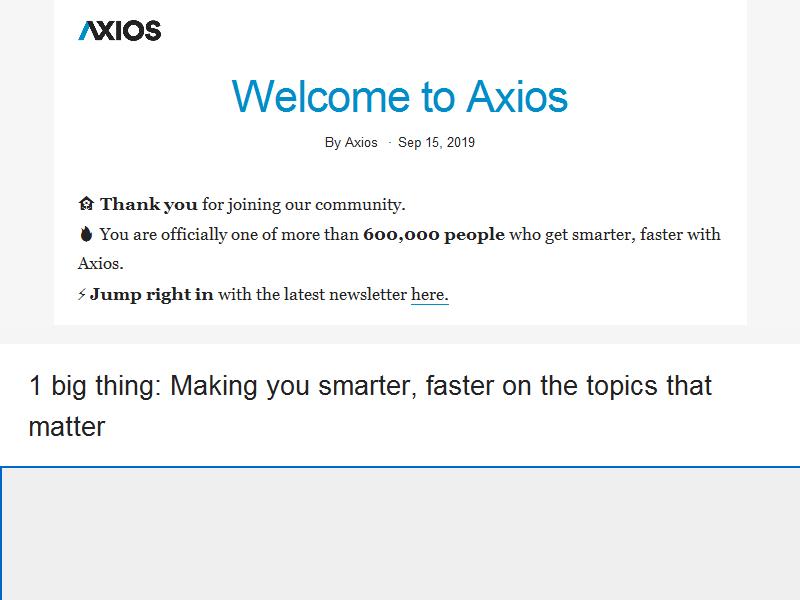 AXIOS
Welcome to Axios
By Axios · Sep 15, 2019
Thank you for joining our community.
You are officially one of more than 600,000 people who get smarter, faster with
Axios.
⚡Jump right in with the latest newsletter here.
1 big thing: Making you smarter, faster on the topics that
matter